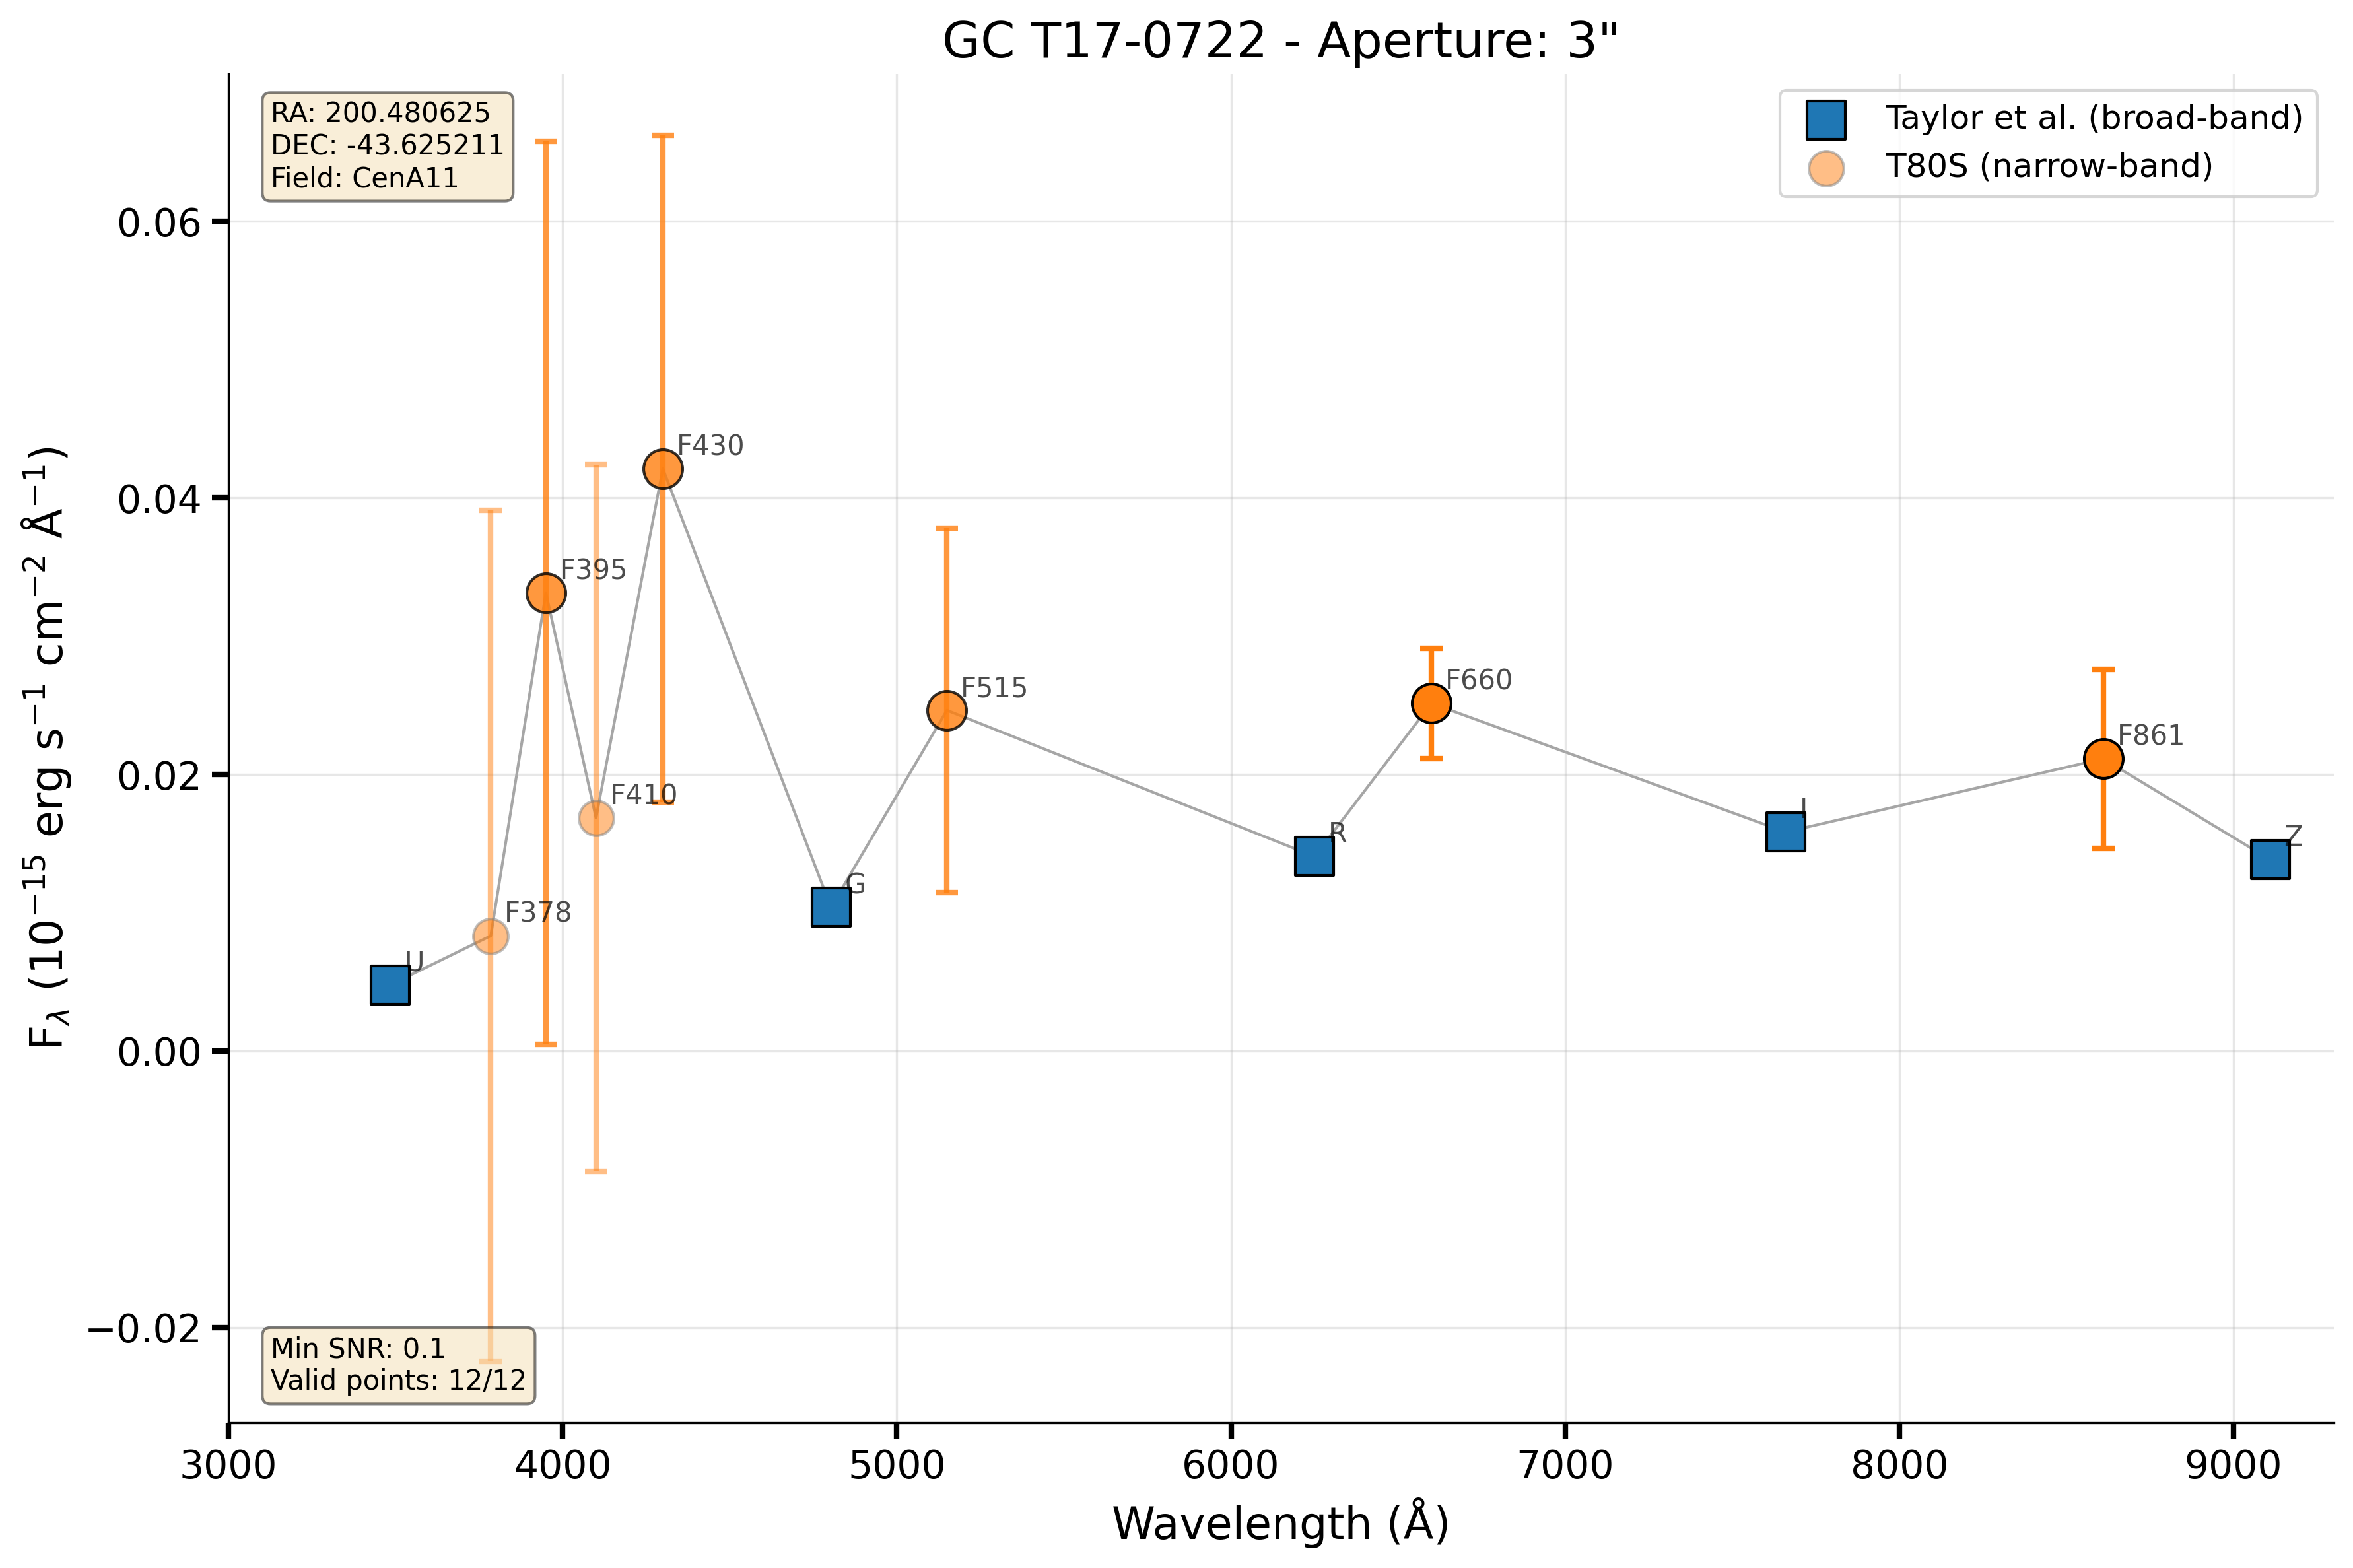 GC T17-0722 - Aperture: 3"
RA: 200.480625
DEC: -43.625211
Field: CenA11
Taylor et al. (broad-band)
T80S (narrow-band)
F_λ (10⁻¹⁵ erg s⁻¹ cm⁻² Å⁻¹)
0.06
0.04
0.02
0.00
−0.02
U
F378
F395
F410
F430
G
F515
R
F660
I
F861
Z
Min SNR: 0.1
Valid points: 12/12
3000 4000 5000 6000 7000 8000 9000
Wavelength (Å)